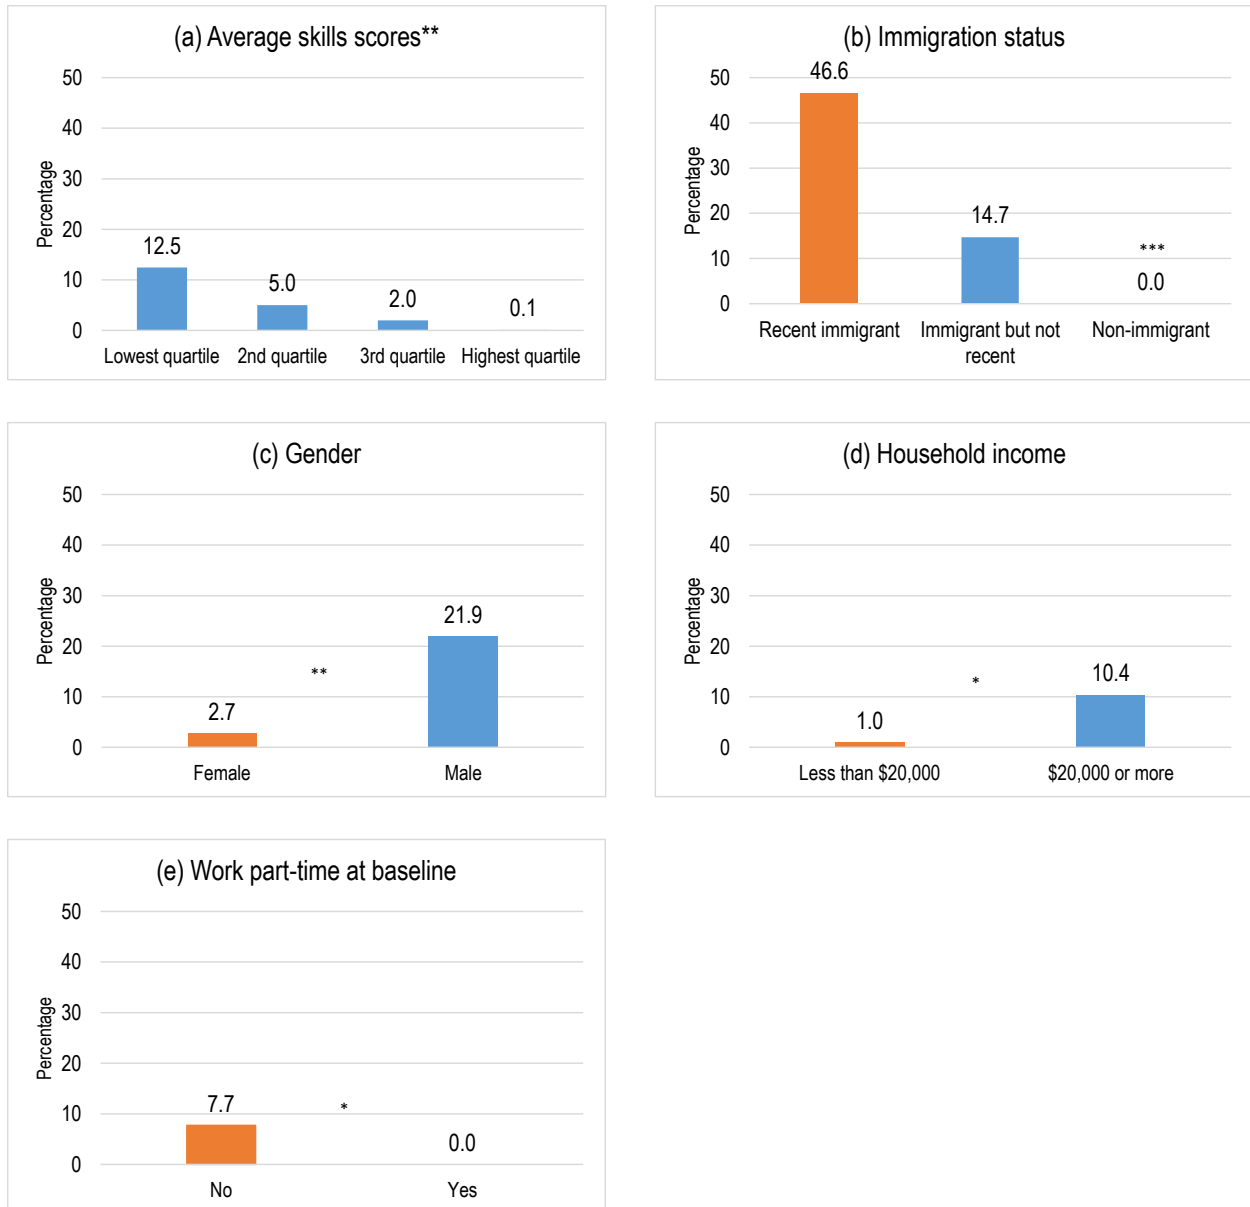 (a) Average skills scores**
Percentage
50
40
30
20
10
0
12.5
5.0
2.0
0.1
Lowest quartile
2nd quartile
3rd quartile
Highest quartile
(b) Immigration status
Percentage
50
40
30
20
10
0
46.6
14.7
***
0.0
Recent immigrant
Immigrant but not
recent
Non-immigrant
(c) Gender
Percentage
50
40
30
20
10
0
2.7
**
21.9
Female
Male
(d) Household income
Percentage
50
40
30
20
10
0
1.0
*
10.4
Less than $20,000
$20,000 or more
(e) Work part-time at baseline
Percentage
50
40
30
20
10
0
7.7
*
0.0
No
Yes